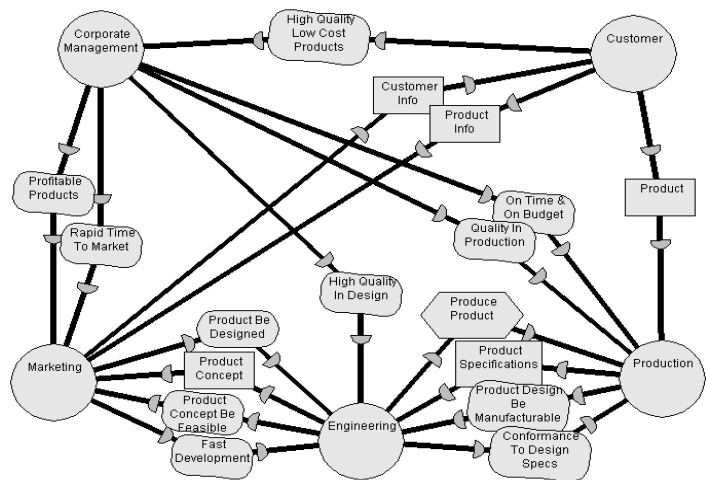 Corporate
Management
High Quality
Low Cost
Products
Customer
Customer
Info
Product
Info
Profitable
Products
Rapid Time
To Market
On Time &
On Budget
Quality In
Production
Product
High Quality
In Design
Product Be
Designed
Produce
Product
Marketing
Product
Concept
Product
Specifications
Production
Product
Concept Be
Feasible
Engineering
Product Design
Be
Manufacturable
Fast
Development
Conformance
To Design
Specs